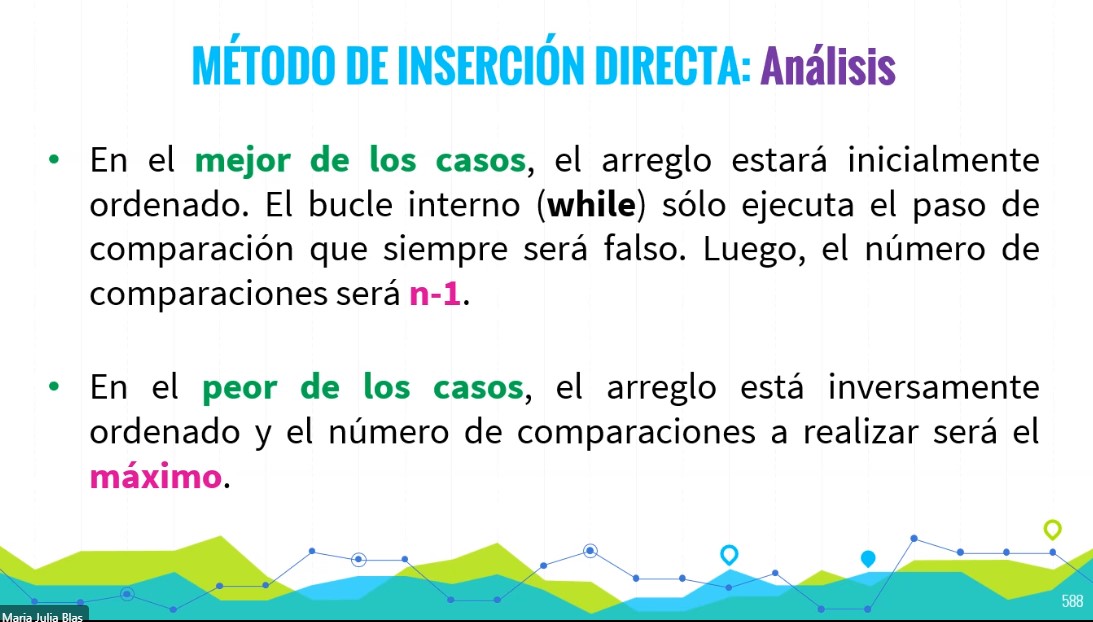 MÉTODO DE INSERCIÓN DIRECTA: Análisis
• En el mejor de los casos, el arreglo estará inicialmente
ordenado. El bucle interno (while) sólo ejecuta el paso de
comparación que siempre será falso. Luego, el número de
comparaciones será n-1.
• En el peor de los casos, el arreglo está inversamente
ordenado y el número de comparaciones a realizar será el
máximo.
588
Maria Julia Blas